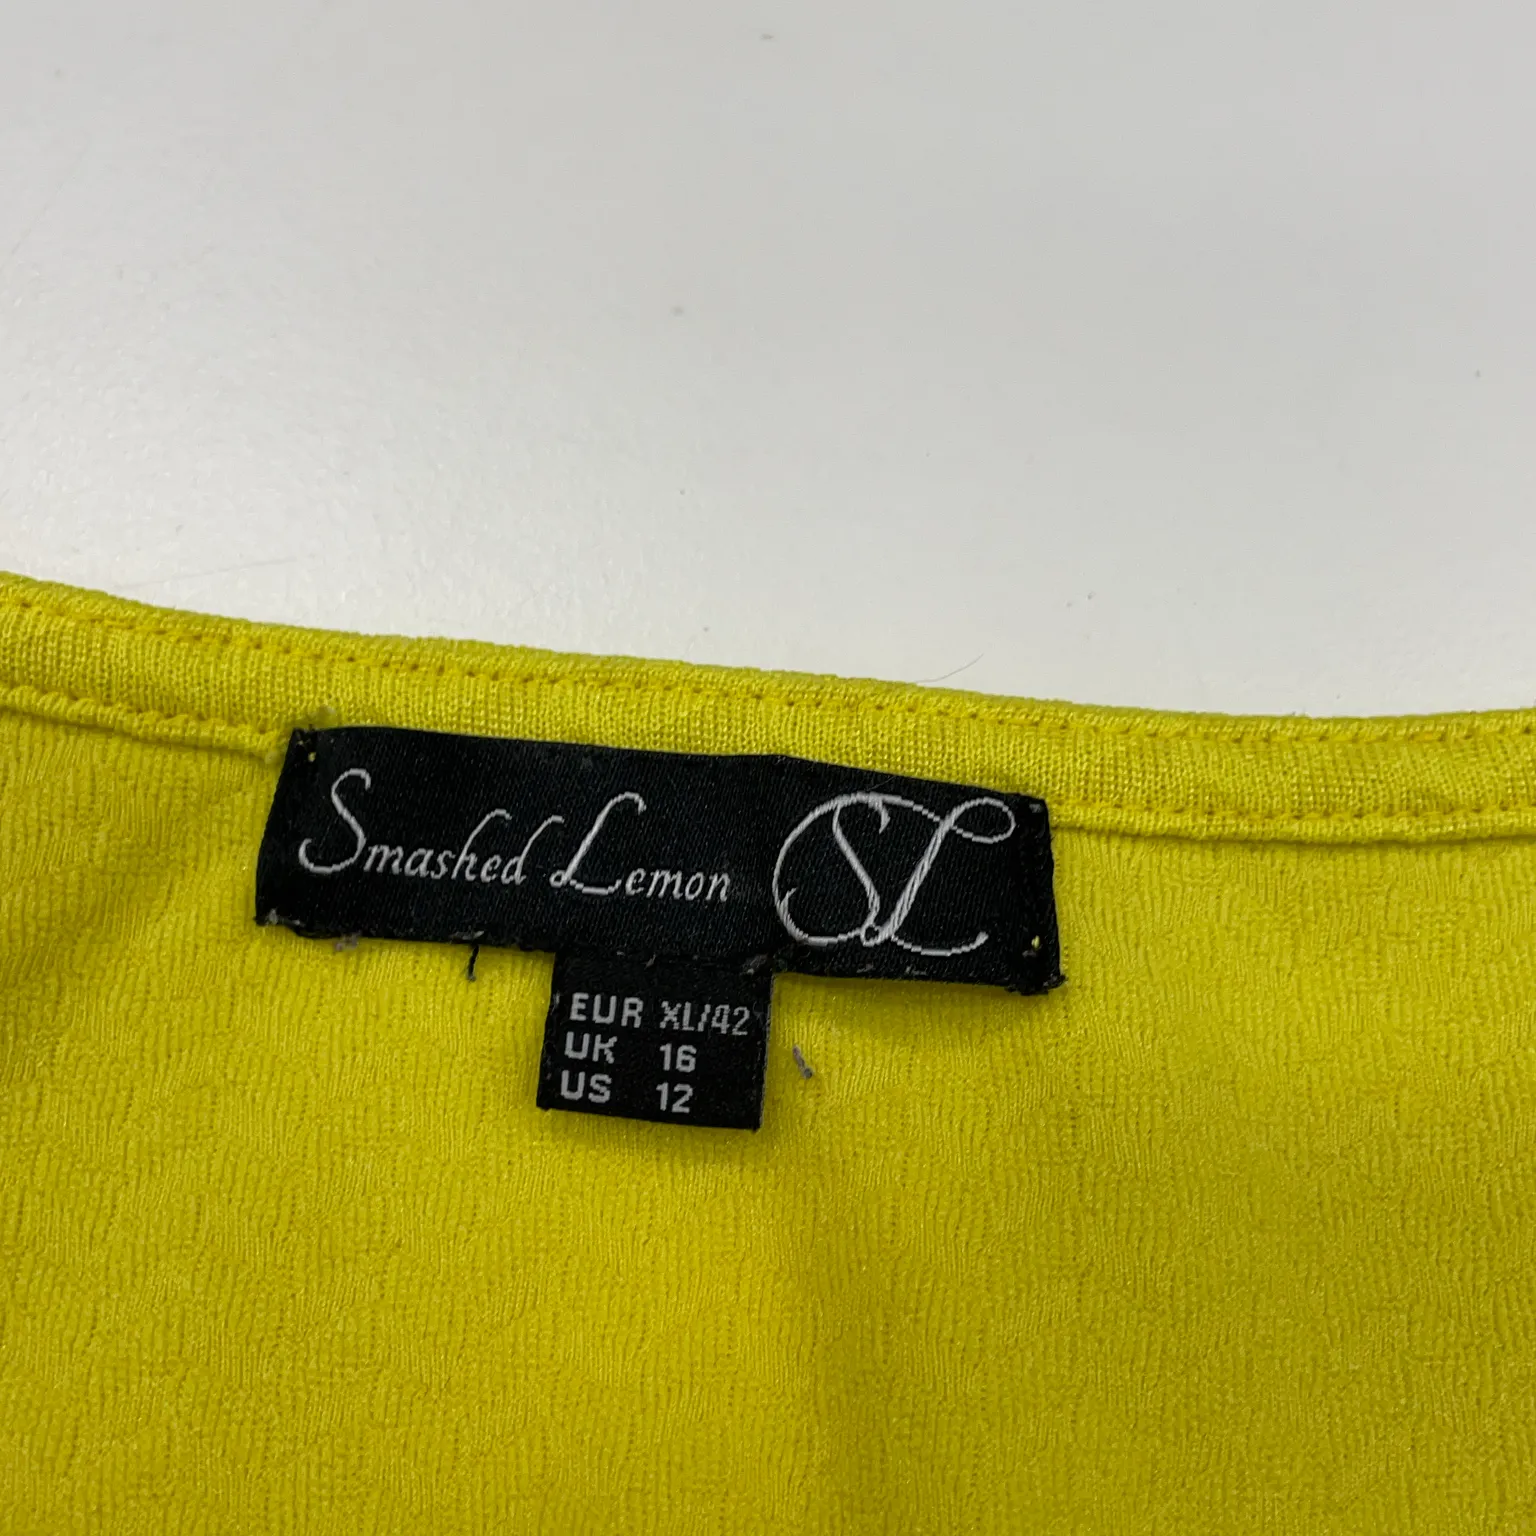 Smashed Lemon SL
EUR XL/42
UK 16
US 12